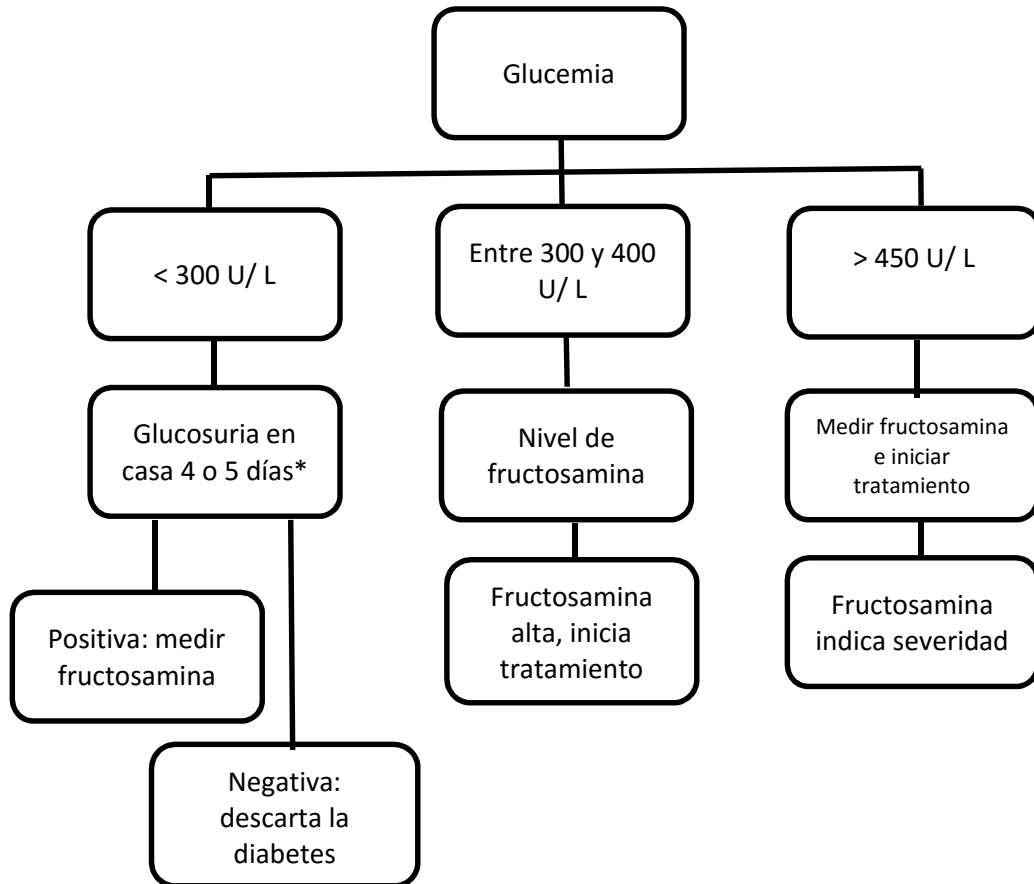 Glucemia
< 300 U/ L
Entre 300 y 400
U/ L
> 450 U/ L
Glucosuria en
casa 4 o 5 días*
Nivel de
fructosamina
Medir fructosamina
e iniciar
tratamiento
Positiva: medir
fructosamina
Fructosamina
alta, inicia
tratamiento
Fructosamina
indica severidad
Negativa:
descarta la
diabetes